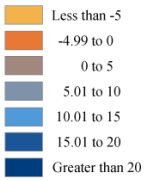 Less than -5
-4.99 to 0
0 to 5
5.01 to 10
10.01 to 15
15.01 to 20
Greater than 20